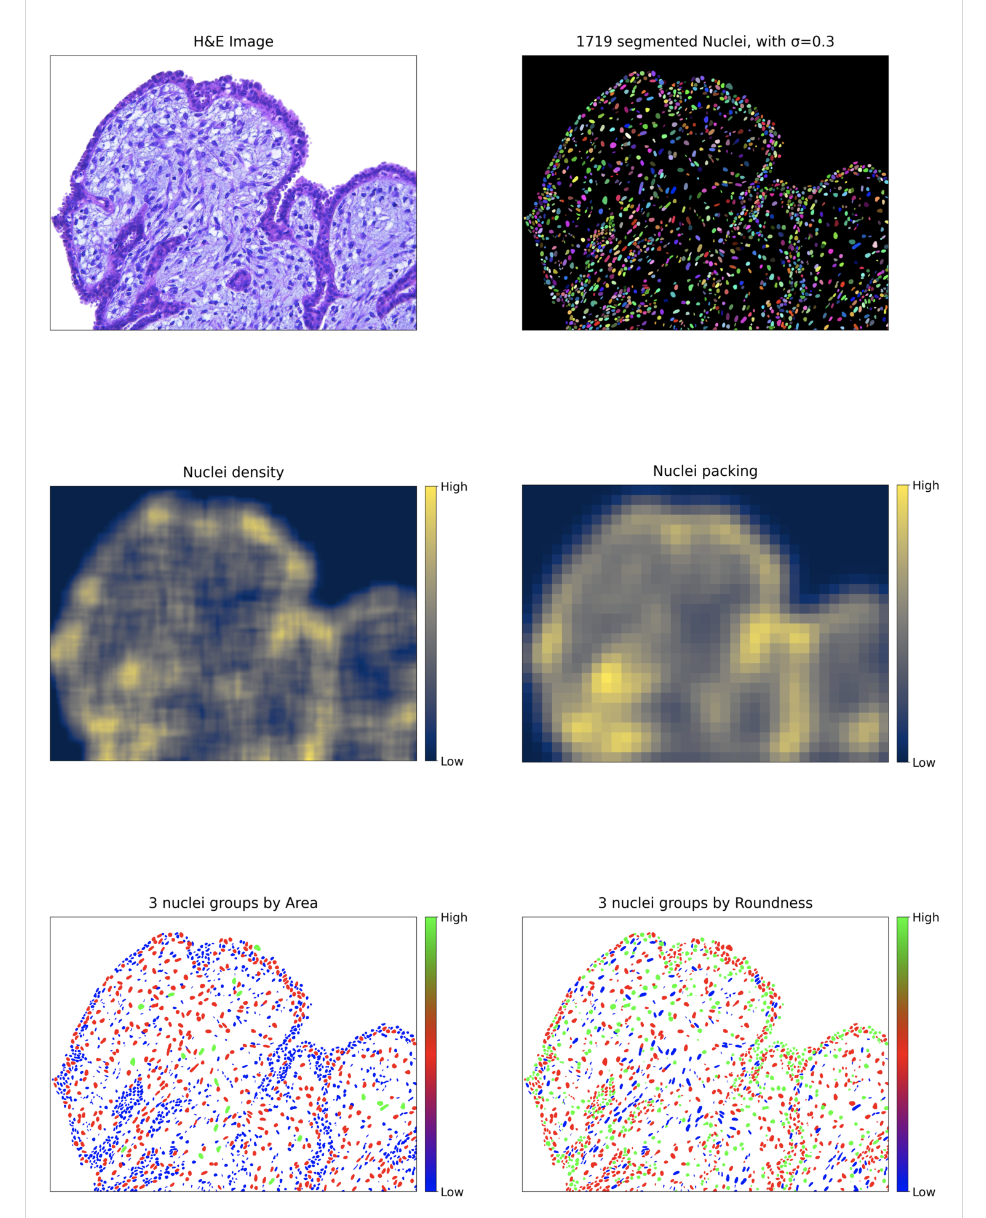 H&E Image
1719 segmented Nuclei, with σ=0.3
Nuclei density
High
Low
Nuclei packing
High
Low
3 nuclei groups by Area
High
Low
3 nuclei groups by Roundness
High
Low